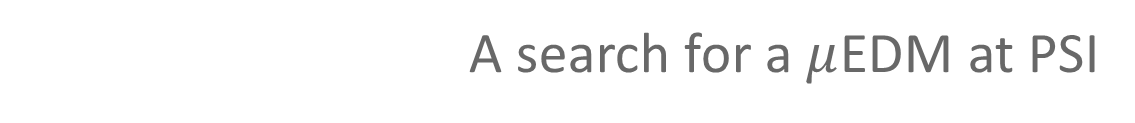 A search for a 𝜇EDM at PSI